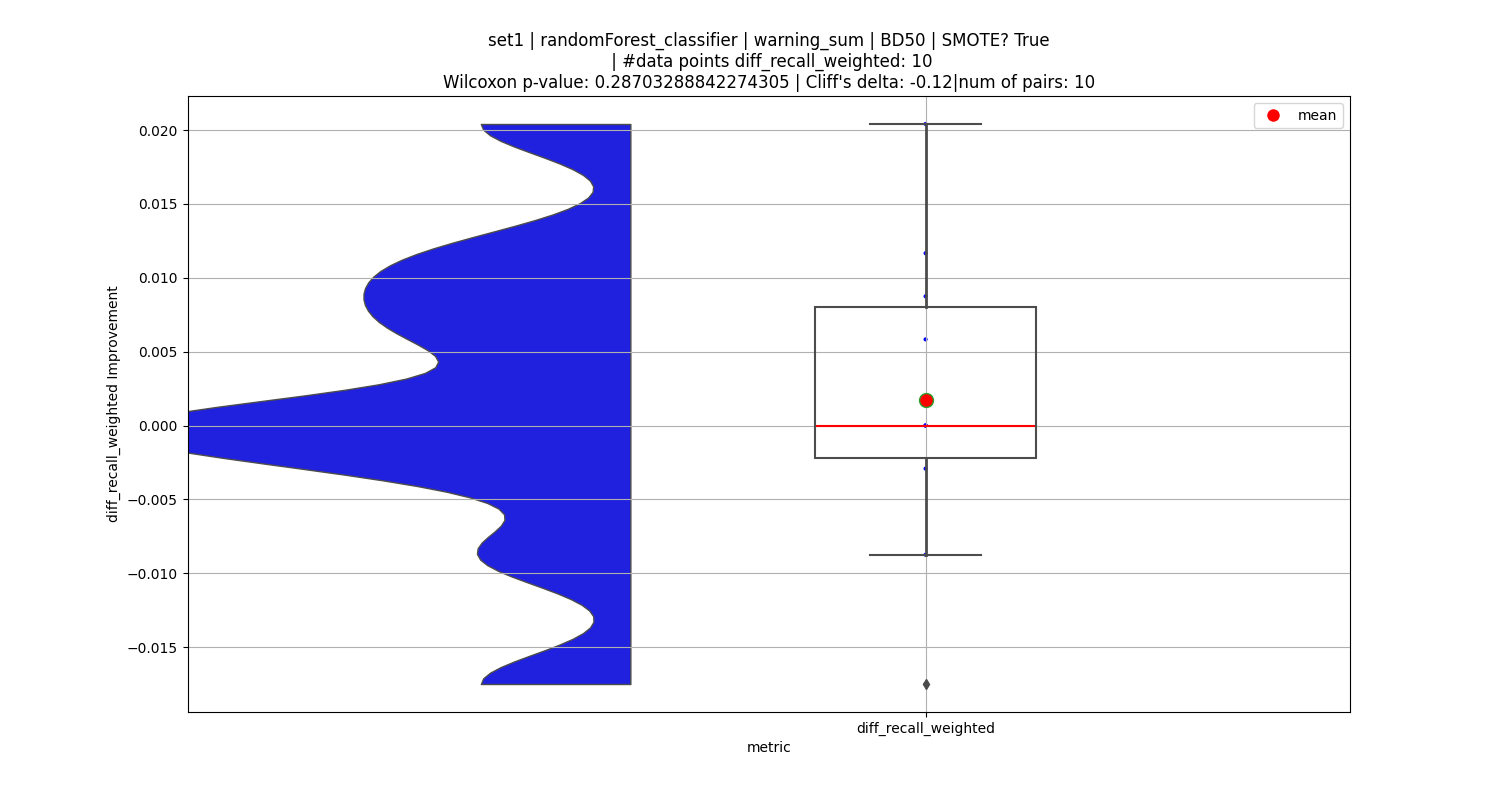 set1 | randomForest_classifier | warning_sum | BD50 | SMOTE? True
| #data points diff_recall_weighted: 10
Wilcoxon p-value: 0.28703288842274305 | Cliff's delta: -0.12|num of pairs: 10
mean
0.020
0.015
0.010
0.005
0.000
−0.005
−0.010
−0.015
diff_recall_weighted Improvement
diff_recall_weighted
metric